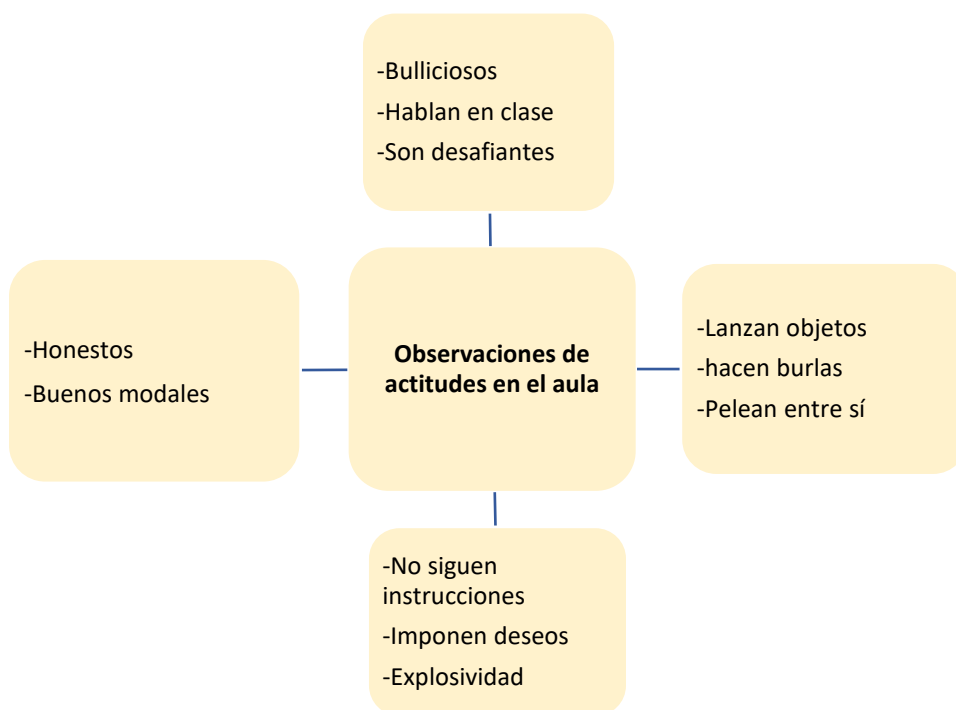 -Bulliciosos
-Hablan en clase
-Son desafiantes
-Honestos
-Buenos modales
Observaciones de
actitudes en el aula
-Lanzan objetos
-hacen burlas
-Pelean entre sí
-No siguen
instrucciones
-Imponen deseos
-Explosividad